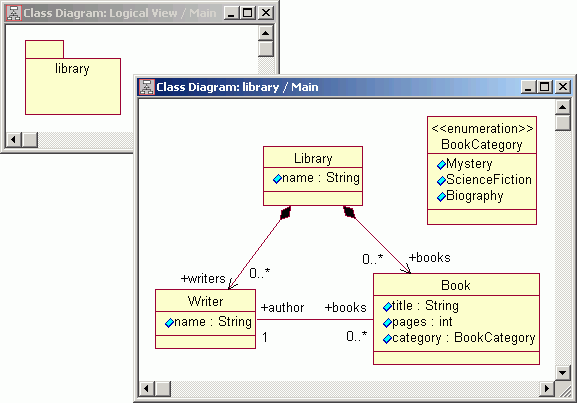 Class Diagram: Logical View / Main
library
Class Diagram: library / Main
<<enumeration>>
BookCategory
Mystery
ScienceFiction
Biography
Library
name : String
+writers
0..*
0..*
+books
Writer
name : String
+author
1
+books
0..*
Book
title : String
pages : int
category : BookCategory